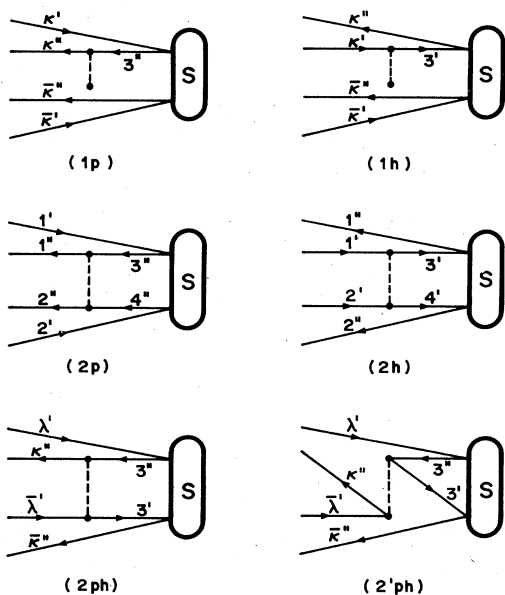 κ'
κ"
3"
S
κ̄"
κ̄'
(1p)
κ"
κ'
3'
S
κ̄"
κ̄'
(1h)
1'
1"
3"
S
2"
4"
2'
(2p)
1"
1'
3'
S
2'
4'
2"
(2h)
λ'
κ"
3"
S
λ̄'
3'
κ̄"
(2ph)
λ'
κ"
3"
3'
S
λ̄'
κ̄"
(2'ph)